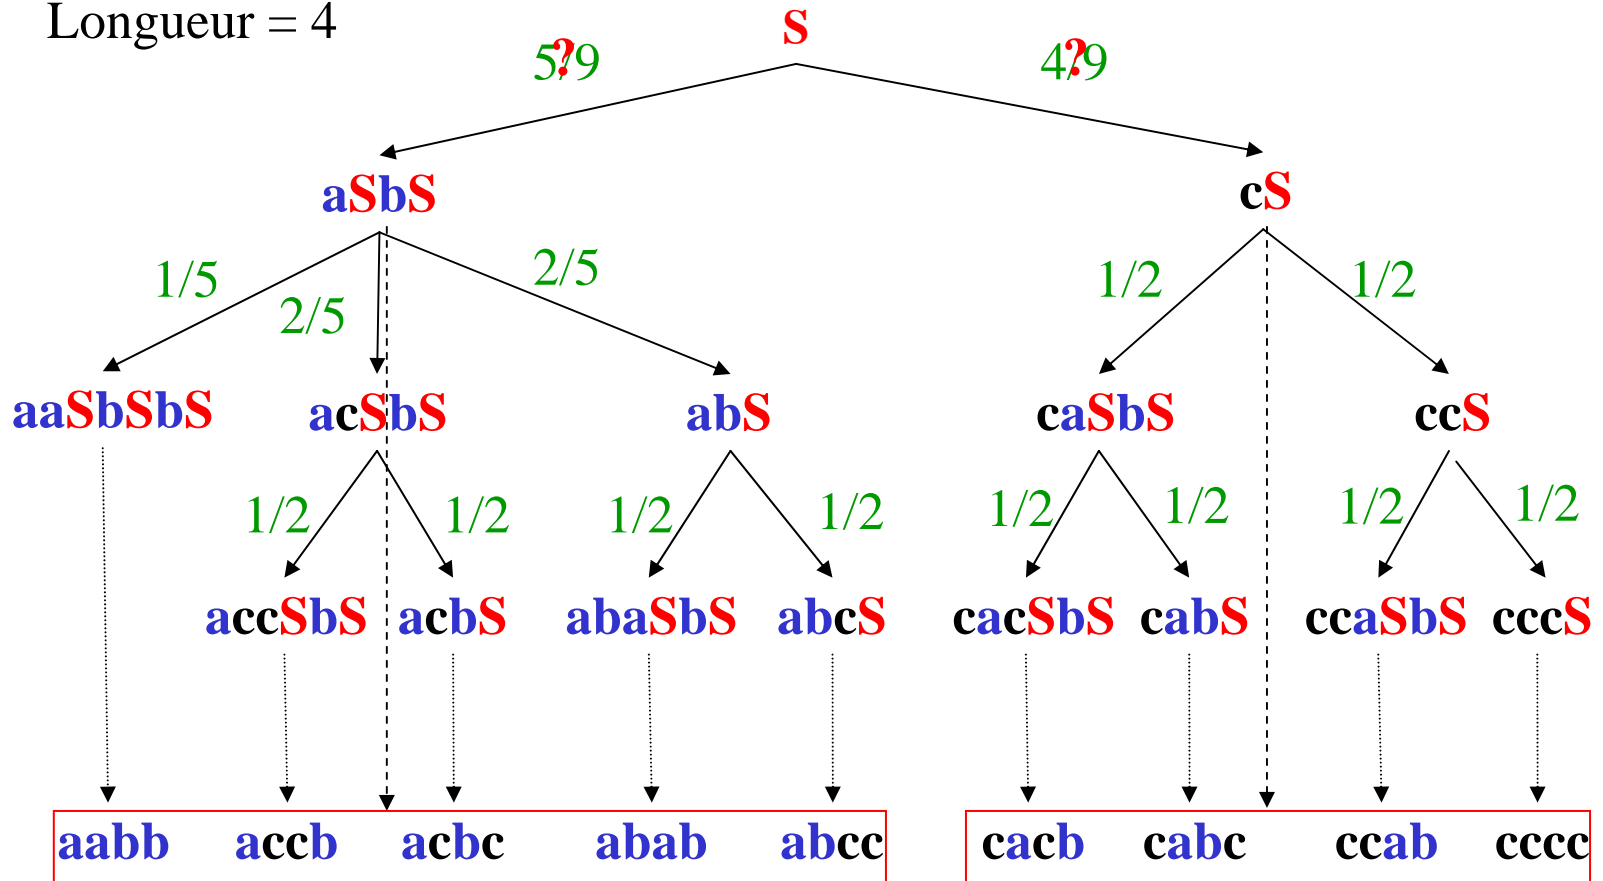 Longueur = 4
S
5/9 ? 4/9 ?
aSbS cS
1/5 2/5 2/5 1/2 1/2
aaSbSbS acSbS abS caSbS ccS
1/2 1/2 1/2 1/2 1/2 1/2 1/2 1/2
accSbS acbS abaSbS abcS cacSbS cabS ccaSbS cccS
aabb accb acbc abab abcc cacb cabc ccab cccc